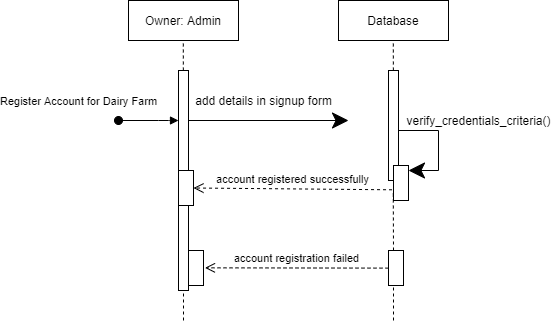 Owner: Admin
Database
Register Account for Dairy Farm
add details in signup form
verify_credentials_criteria()
account registered successfully
account registration failed